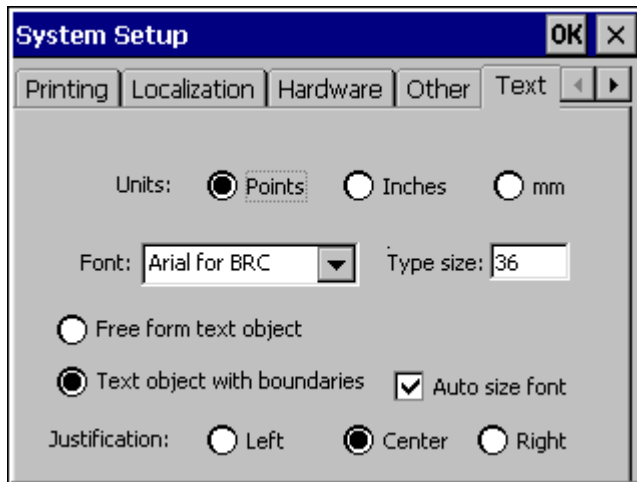 System Setup OK
Printing Localization Hardware Other Text
Units: Points Inches mm
Font: Arial for BRC Type size: 36
Free form text object
Text object with boundaries Auto size font
Justification: Left Center Right